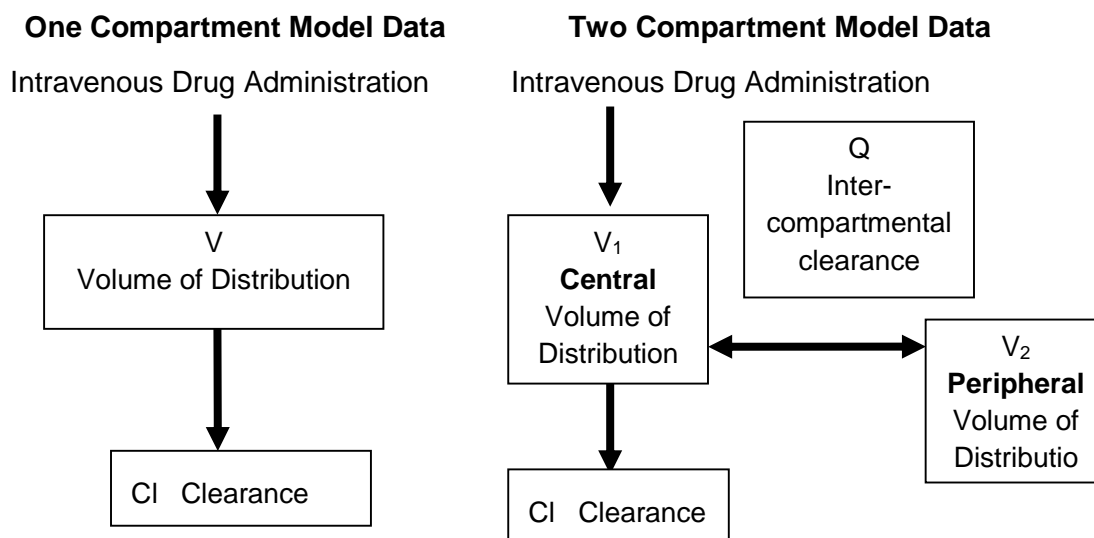 One Compartment Model Data
Intravenous Drug Administration
V
Volume of Distribution
Cl Clearance
Two Compartment Model Data
Intravenous Drug Administration
Q
Inter-
compartmental
clearance
V₁
Central
Volume of
Distribution
V₂
Peripheral
Volume of
Distributio
Cl Clearance